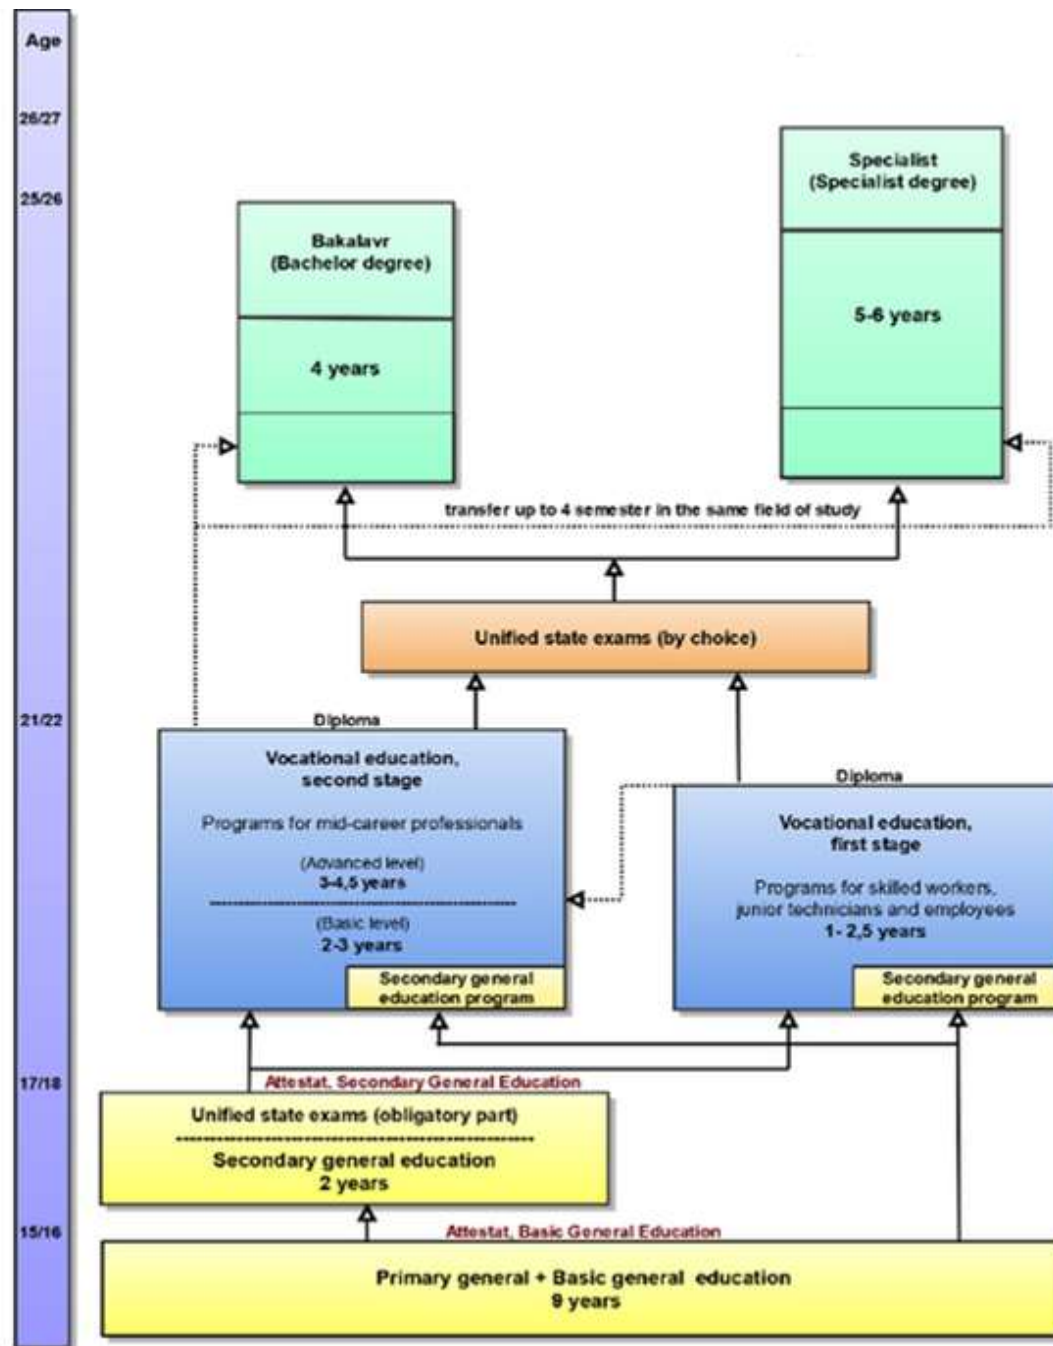 Age
26/27
Specialist
(Specialist degree)
25/26
Bakalavr
(Bachelor degree)
5-6 years
4 years
transfer up to 4 semester in the same field of study
Unified state exams (by choice)
21/22
Diploma
Vocational education,
second stage
Programs for mid-career professionals
(Advanced level)
3-4,5 years
(Basic level)
2-3 years
Secondary general
education program
Diploma
Vocational education,
first stage
Programs for skilled workers,
junior technicians and employees
1- 2,5 years
Secondary general
education program
17/18
Attestat, Secondary General Education
Unified state exams (obligatory part)
Secondary general education
2 years
15/16
Attestat, Basic General Education
Primary general + Basic general education
9 years